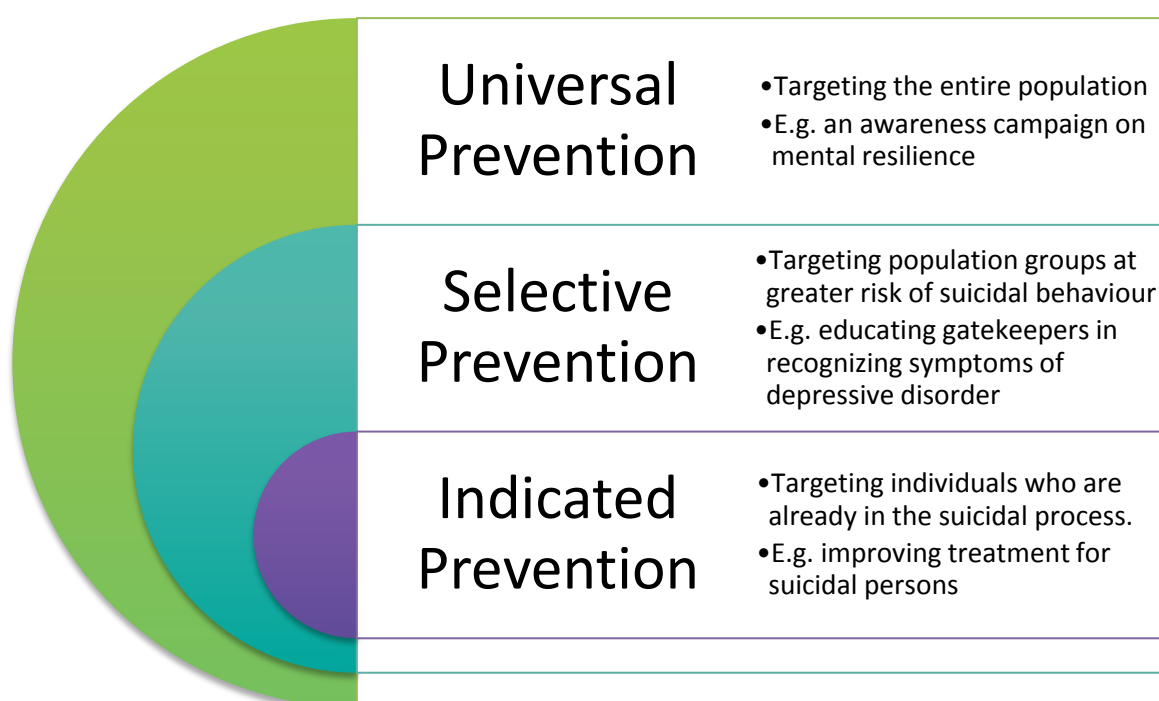 Universal
Prevention
•Targeting the entire population
•E.g. an awareness campaign on
mental resilience
Selective
Prevention
•Targeting population groups at
greater risk of suicidal behaviour
•E.g. educating gatekeepers in
recognizing symptoms of
depressive disorder
Indicated
Prevention
•Targeting individuals who are
already in the suicidal process.
•E.g. improving treatment for
suicidal persons